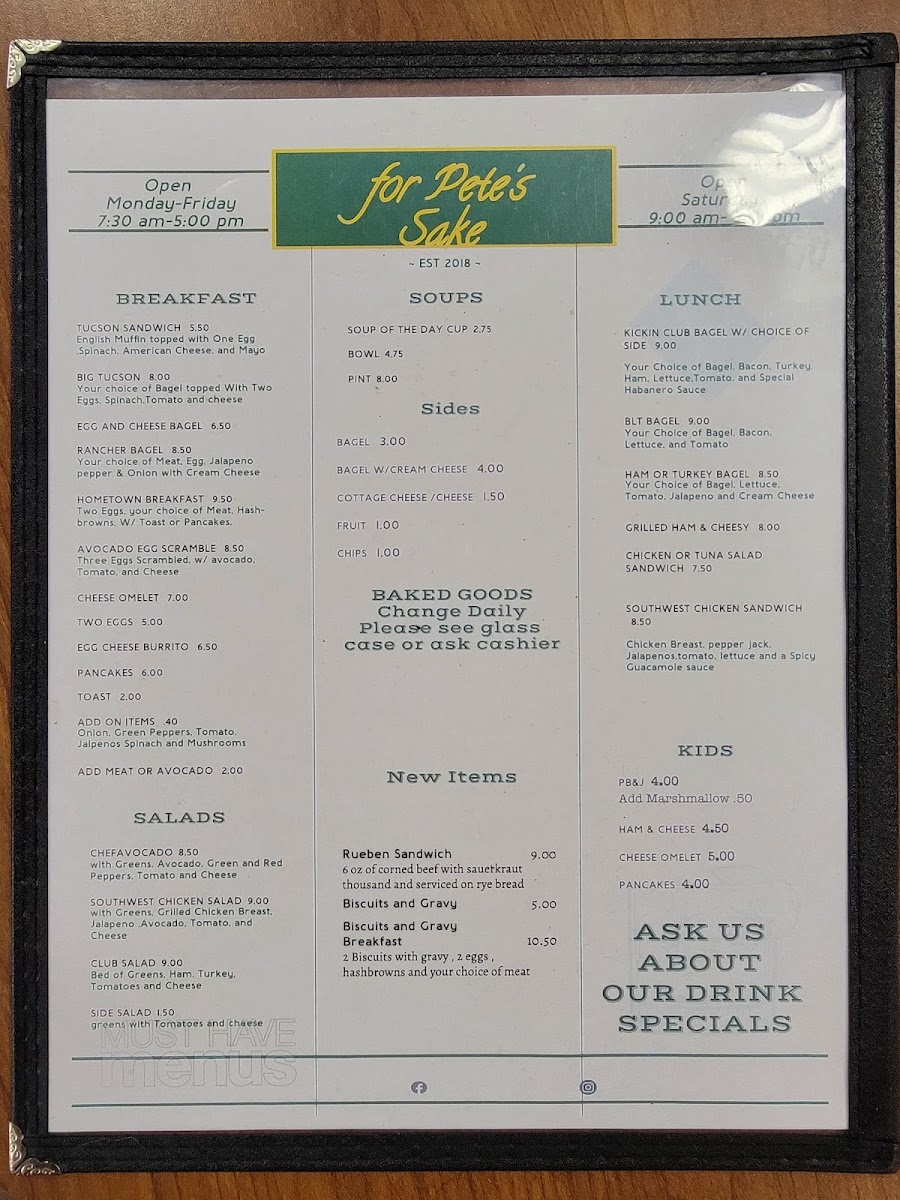 Open
Monday-Friday
7:30 am-5:00 pm
for Pete's
Sake
Open
9:00 am-
pm
~ EST 2018 ~
BREAKFAST
TUCSON SANDWICH 5.50
English Muffin topped with One Egg
,Spinach, American Cheese, and Mayo
BIG TUCSON 8.00
Your choice of Bagel topped With Two
Eggs, Spinach,Tomato and cheese
EGG AND CHEESE BAGEL 6.50
RANCHER BAGEL 8.50
Your choice of Meat, Egg, Jalapeno
pepper & Onion with Cream Cheese
HOMETOWN BREAKFAST 9.50
Two Eggs, your choice of Meat, Hash-
browns, W/ Toast or Pancakes.
AVOCADO EGG SCRAMBLE 8.50
Three Eggs Scrambled, w/ avocado,
Tomato, and Cheese
CHEESE OMELET 7.00
TWO EGGS 5.00
EGG CHEESE BURRITO 6.50
PANCAKES 6.00
TOAST 2.00
ADD ON ITEMS .40
Onion, Green Peppers, Tomato,
Jalpenos Spinach and Mushrooms
ADD MEAT OR AVOCADO 2.00
SALADS
CHEFAVOCADO 8.50
with Greens, Avocado, Green and Red
Peppers, Tomato and Cheese
SOUTHWEST CHICKEN SALAD 9.00
with Greens, Grilled Chicken Breast,
Jalapeno ,Avocado, Tomato, and
Cheese
CLUB SALAD 9.00
Bed of Greens, Ham, Turkey,
Tomatoes and Cheese
SIDE SALAD 1.50
greens with Tomatoes and cheese
MUST HAVE
menus
SOUPS
SOUP OF THE DAY CUP 2.75
BOWL 4.75
PINT 8.00
Sides
BAGEL 3.00
BAGEL W/CREAM CHEESE 4.00
COTTAGE CHEESE /CHEESE 1.50
FRUIT 1.00
CHIPS 1.00
BAKED GOODS
Change Daily
Please see glass
case or ask cashier
New Items
Rueben Sandwich 9.00
6 oz of corned beef with sauetkraut
thousand and serviced on rye bread
Biscuits and Gravy 5.00
Biscuits and Gravy
Breakfast 10.50
2 Biscuits with gravy , 2 eggs ,
hashbrowns and your choice of meat
LUNCH
KICKIN CLUB BAGEL W/ CHOICE OF
SIDE 9.00
Your Choice of Bagel, Bacon, Turkey,
Ham, Lettuce,Tomato, and Special
Habanero Sauce
BLT BAGEL 9.00
Your Choice of Bagel, Bacon,
Lettuce, and Tomato
HAM OR TURKEY BAGEL 8.50
Your Choice of Bagel, Lettuce,
Tomato, Jalapeno and Cream Cheese
GRILLED HAM & CHEESY 8.00
CHICKEN OR TUNA SALAD
SANDWICH 7.50
SOUTHWEST CHICKEN SANDWICH
8.50
Chicken Breast, pepper jack,
Jalapenos,tomato, lettuce and a Spicy
Guacamole sauce
KIDS
PB&J 4.00
Add Marshmallow .50
HAM & CHEESE 4.50
CHEESE OMELET 5.00
PANCAKES 4.00
ASK US
ABOUT
OUR DRINK
SPECIALS